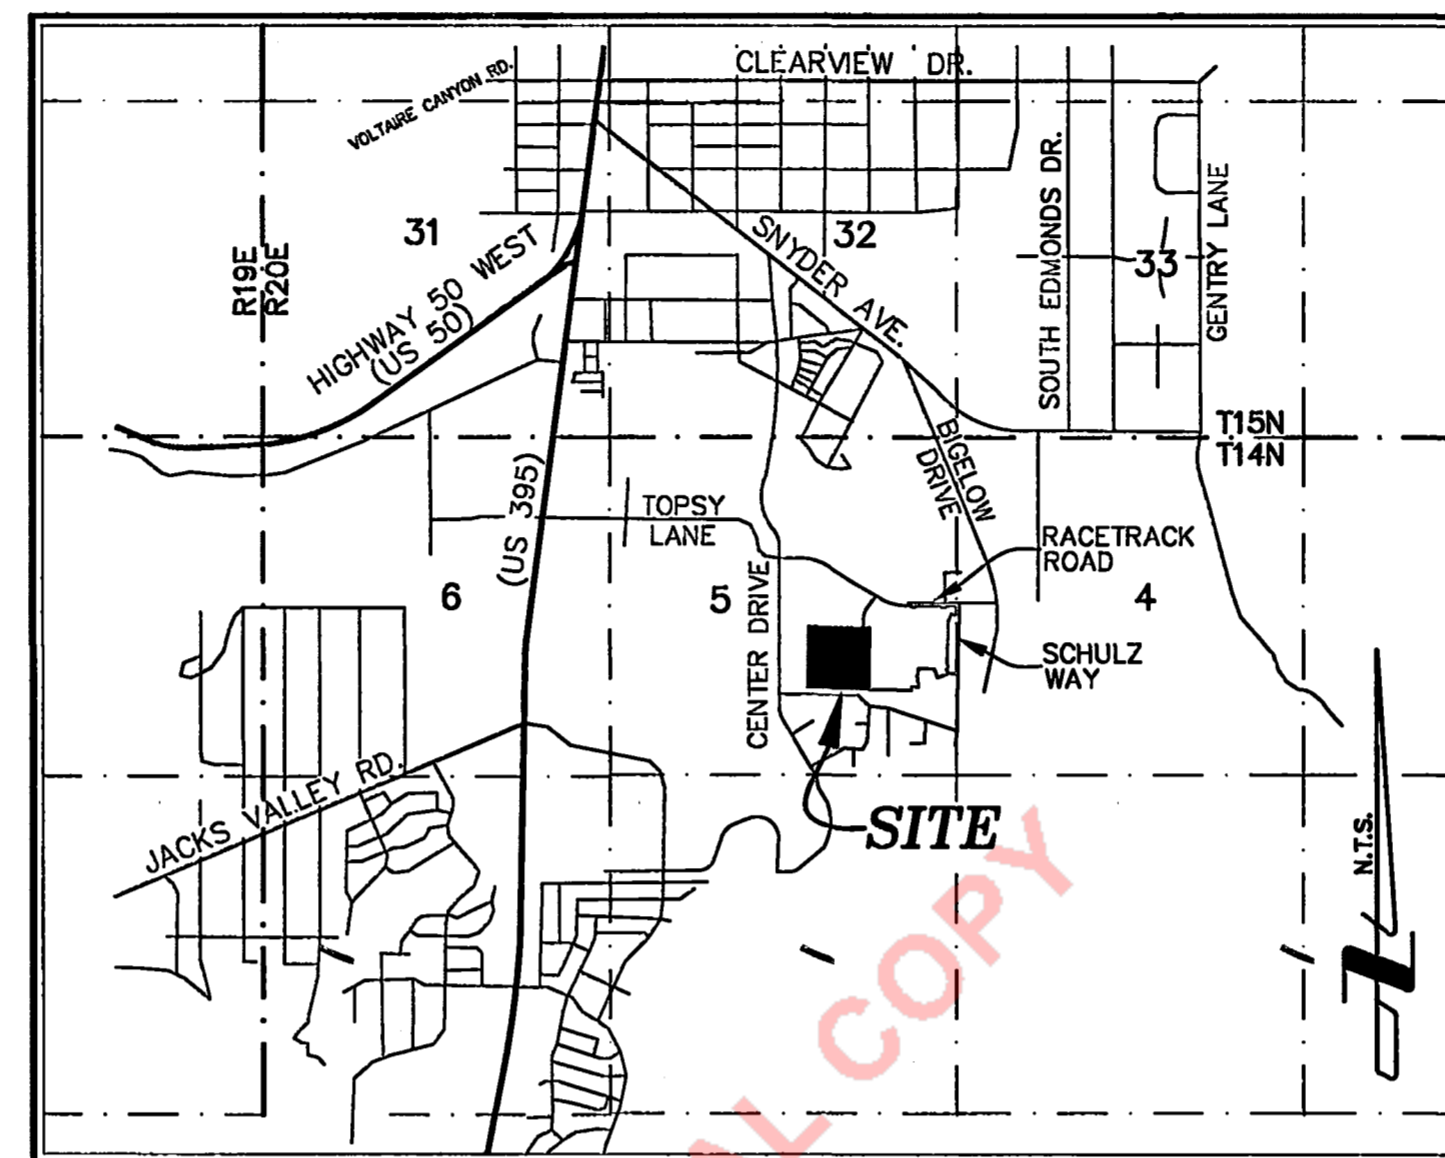 CLEARVIEW DR.
VOLTAIRE CANYON RD.
31
32
33
R19E
R20E
HIGHWAY 50 WEST
(US 50)
SNYDER AVE.
SOUTH EDMONDS DR.
GENTRY LANE
T15N
T14N
BIGELOW
DRIVE
(US 395)
TOPSY
LANE
RACETRACK
ROAD
6
5
4
CENTER DRIVE
SCHULZ
WAY
JACKS VALLEY RD.
SITE
N.T.S.
Z
AL COPY